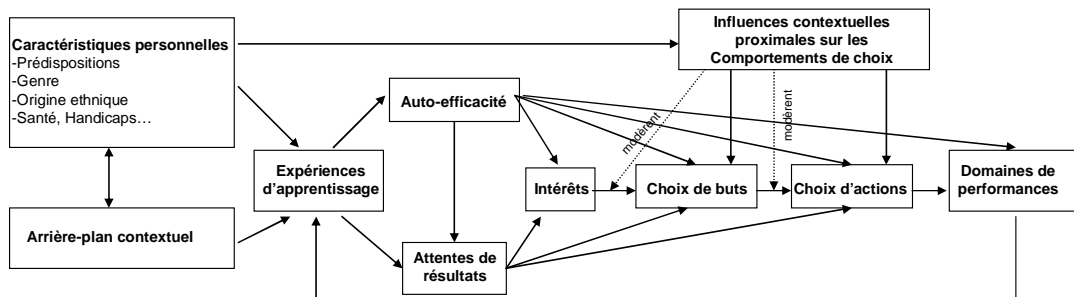 Caractéristiques personnelles
-Prédispositions
-Genre
-Origine ethnique
-Santé, Handicaps…
Influences contextuelles
proximales sur les
Comportements de choix
Auto-efficacité
modèrent
modèrent
Expériences
d'apprentissage
Intérêts
Choix de buts
Choix d'actions
Domaines de
performances
Arrière-plan contextuel
Attentes de
résultats